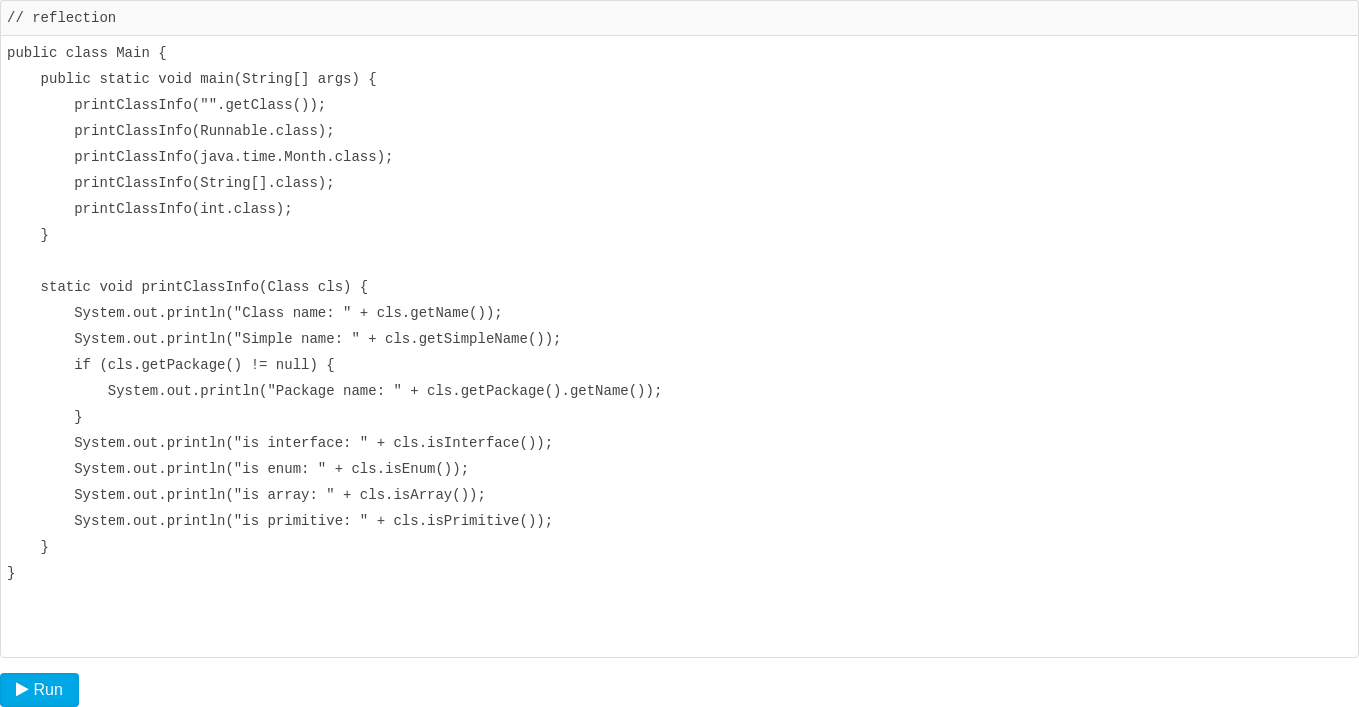 // reflection
public class Main {
    public static void main(String[] args) {
        printClassInfo("".getClass());
        printClassInfo(Runnable.class);
        printClassInfo(java.time.Month.class);
        printClassInfo(String[].class);
        printClassInfo(int.class);
    }

    static void printClassInfo(Class cls) {
        System.out.println("Class name: " + cls.getName());
        System.out.println("Simple name: " + cls.getSimpleName());
        if (cls.getPackage() != null) {
            System.out.println("Package name: " + cls.getPackage().getName());
        }
        System.out.println("is interface: " + cls.isInterface());
        System.out.println("is enum: " + cls.isEnum());
        System.out.println("is array: " + cls.isArray());
        System.out.println("is primitive: " + cls.isPrimitive());
    }
}
Run